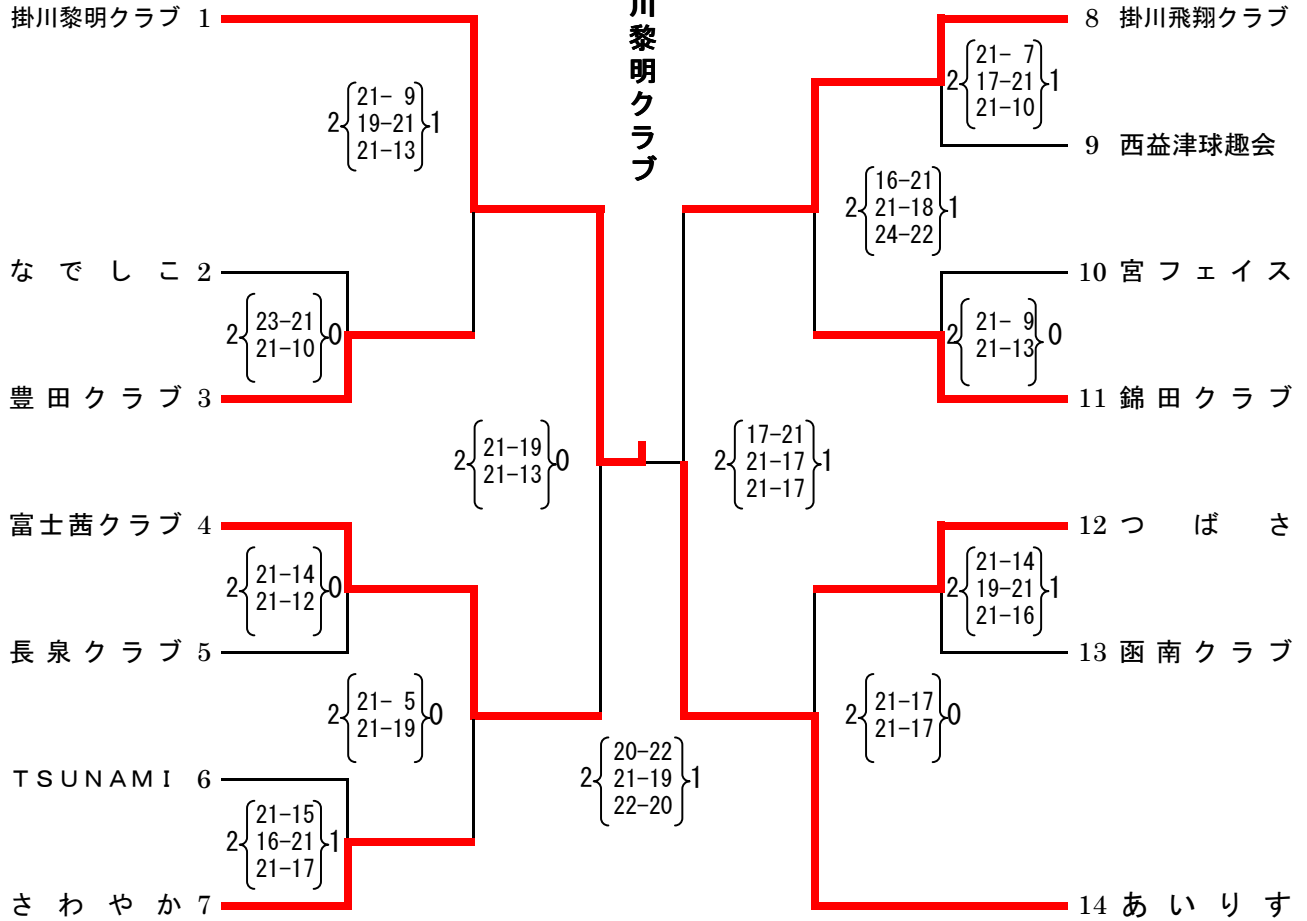 川黎明クラブ
掛川黎明クラブ 1
2 21- 9 1
19-21
21-13
なでしこ 2
2 23-21 0
21-10
豊田クラブ 3
2 21-19 0
21-13
富士茜クラブ 4
2 21-14 0
21-12
長泉クラブ 5
2 21- 5 0
21-19
TSUNAMI 6
2 21-15 1
16-21
21-17
さわやか 7
2 20-22 1
21-19
22-20
8 掛川飛翔クラブ
2 21- 7 1
17-21
21-10
9 西益津球趣会
2 16-21 1
21-18
24-22
10 宮フェイス
2 21- 9 0
21-13
11 錦田クラブ
2 17-21 1
21-17
21-17
12 つばさ
2 21-14 1
19-21
21-16
13 函南クラブ
2 21-17 0
21-17
14 あいりす